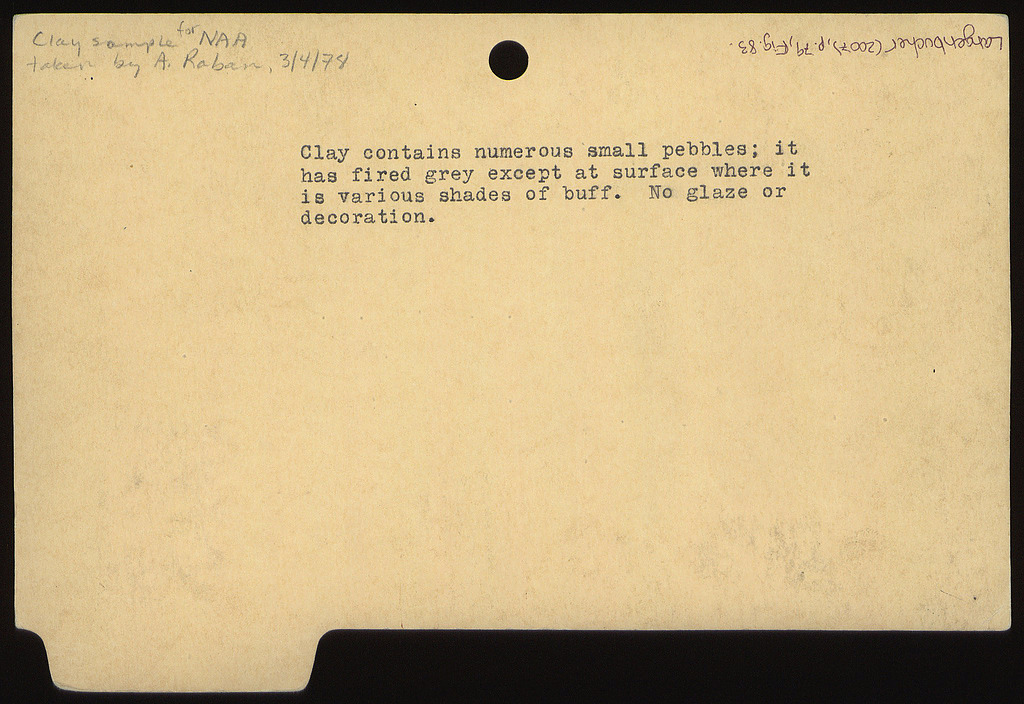 Clay sample for NAA
taken by A. Raban, 3/4/78
Langenbucher (2007), p.79, Fig. 83.
Clay contains numerous small pebbles; it
has fired grey except at surface where it
is various shades of buff.  No glaze or
decoration.